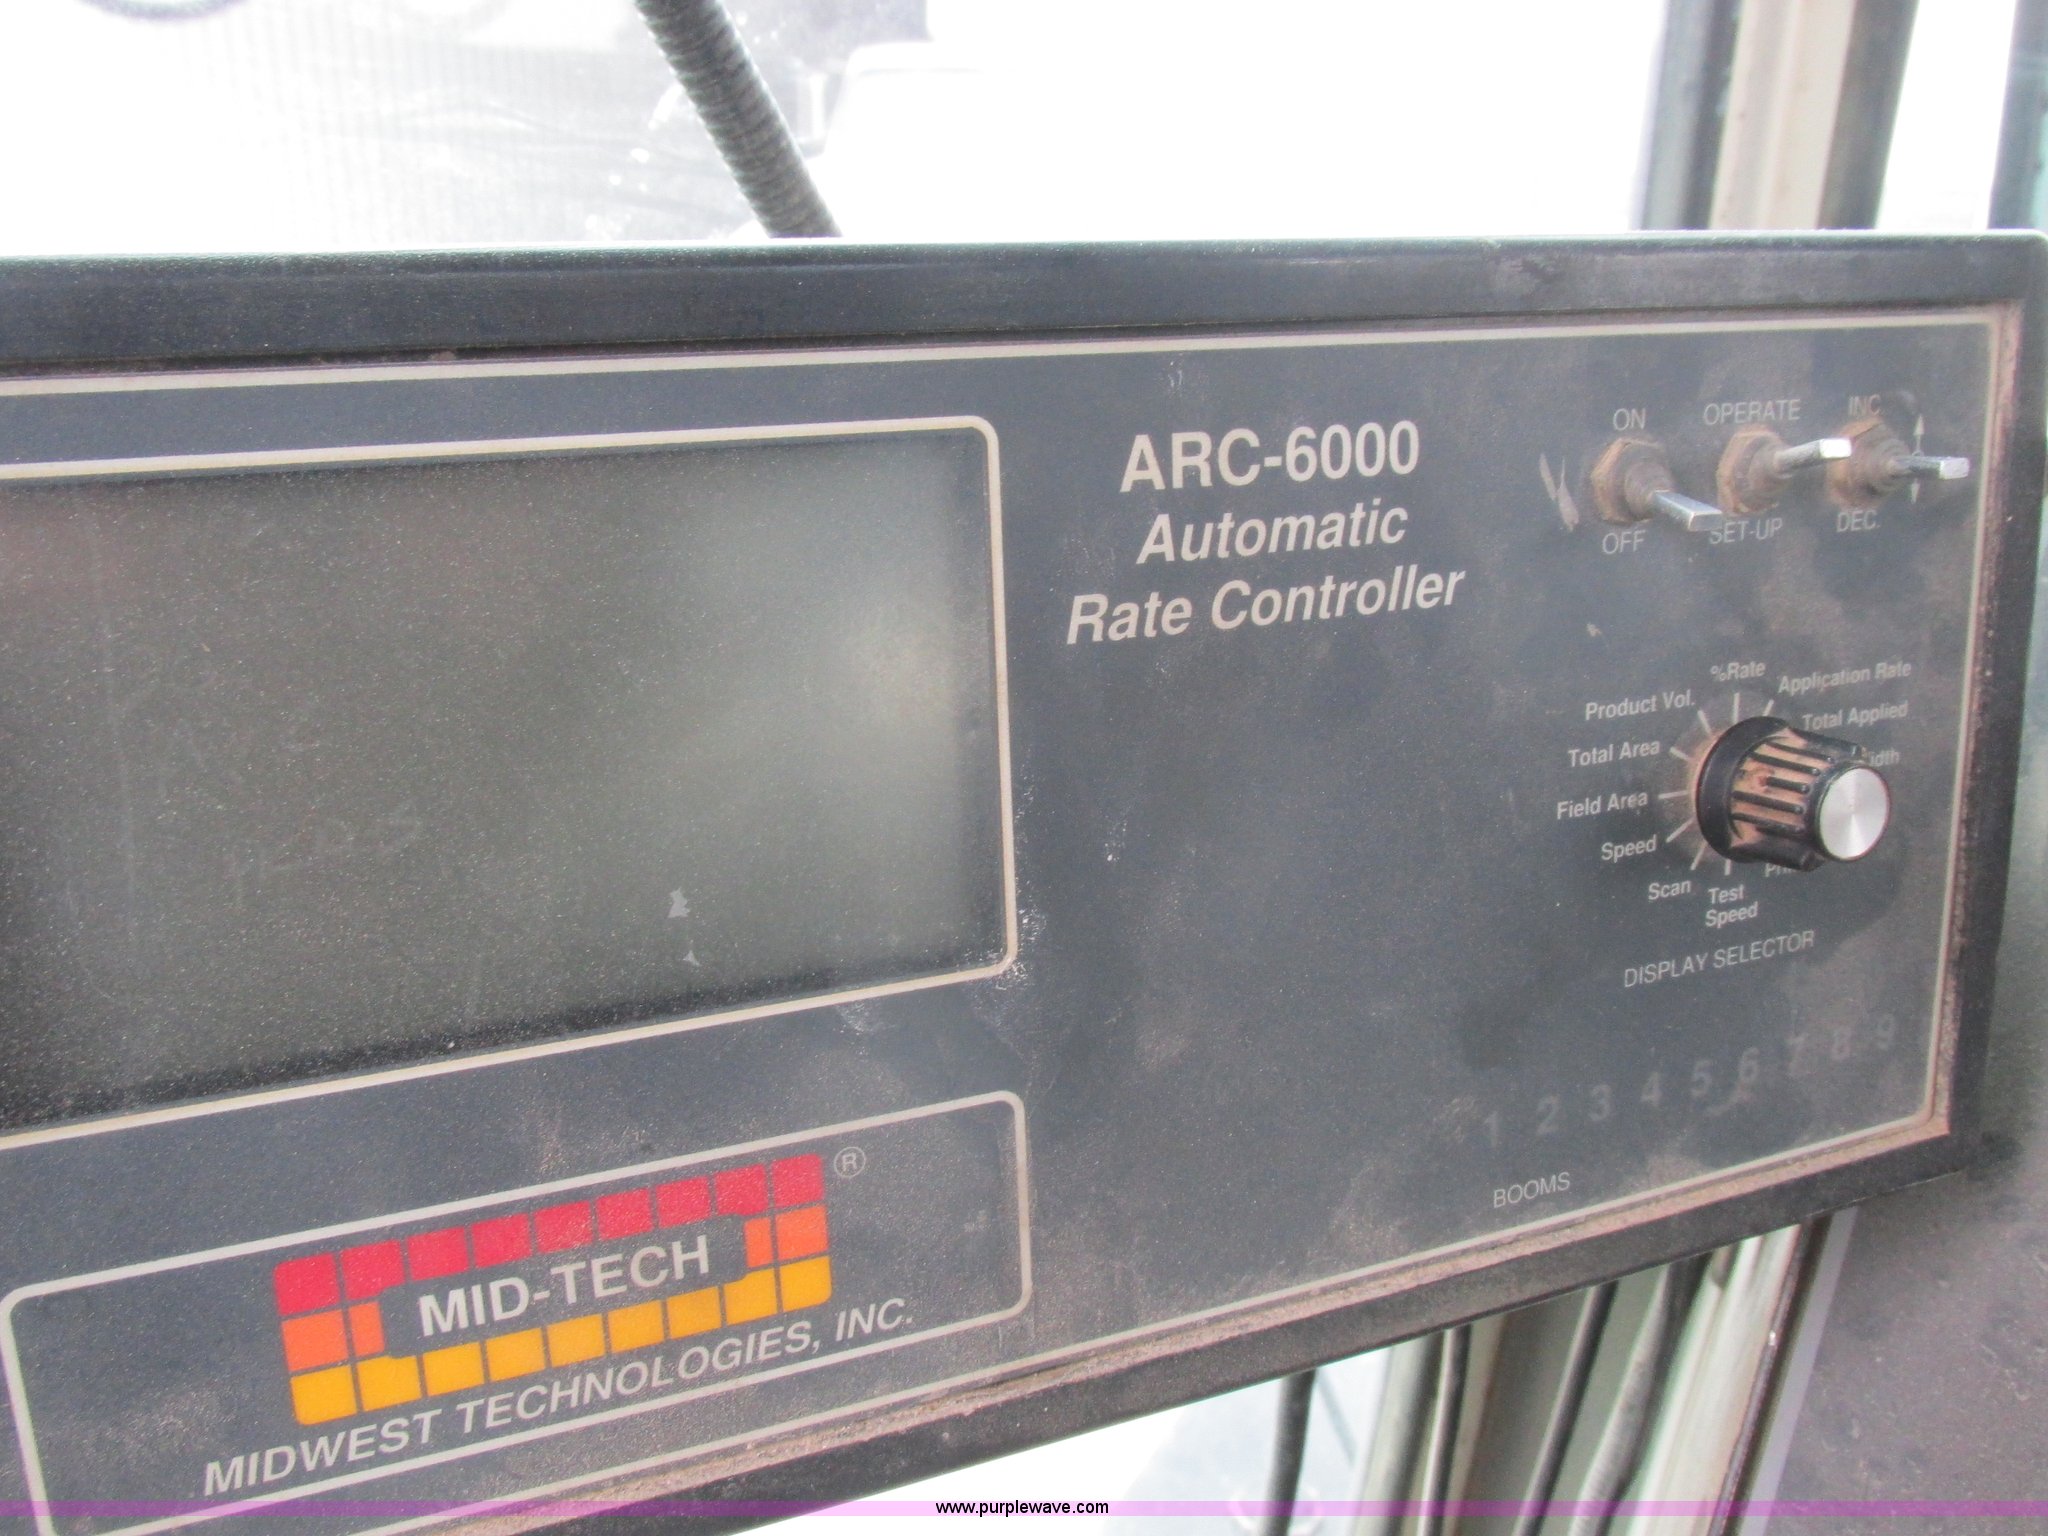 ARC-6000
Automatic
Rate Controller
ON
OFF
OPERATE
SET-UP
INC.
DEC.
%Rate
Application Rate
Product Vol.
Total Applied
Total Area
Field Area
Speed
Scan
Test
Speed
DISPLAY SELECTOR
1 2 3 4 5 6 7 8 9
BOOMS
MID-TECH ®
MIDWEST TECHNOLOGIES, INC.
www.purplewave.com